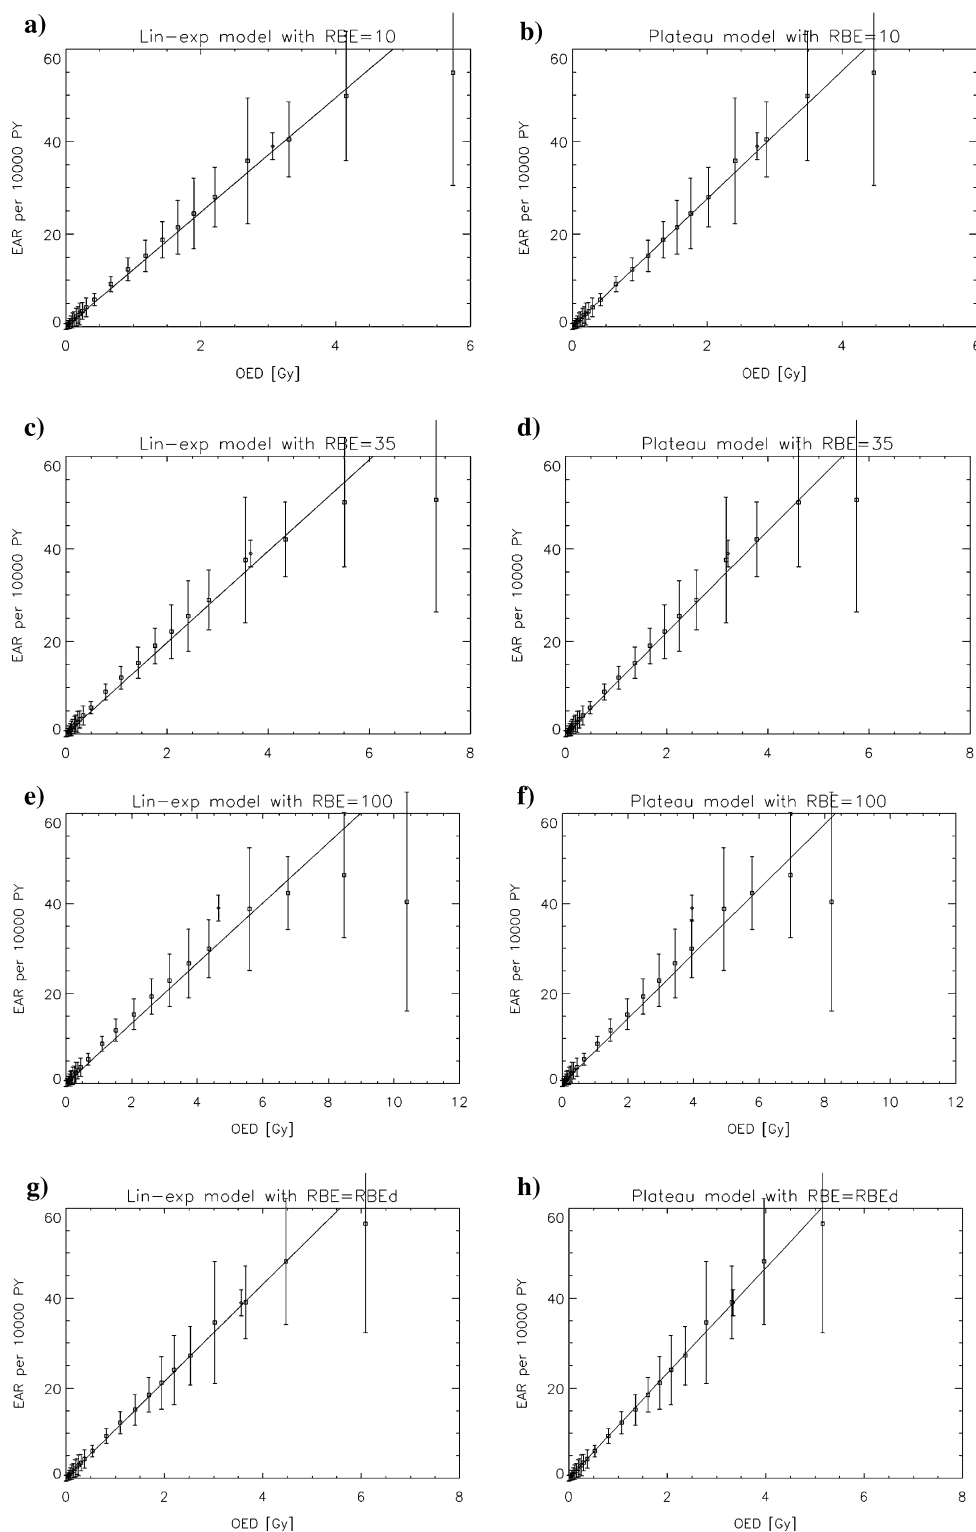 a)
Lin-exp model with RBE=10
60
40
20
0
EAR per 10000 PY
0 2 4 6
OED [Gy]
b)
Plateau model with RBE=10
60
40
20
0
EAR per 10000 PY
0 2 4 6
OED [Gy]
c)
Lin-exp model with RBE=35
60
40
20
0
EAR per 10000 PY
0 2 4 6 8
OED [Gy]
d)
Plateau model with RBE=35
60
40
20
0
EAR per 10000 PY
0 2 4 6 8
OED [Gy]
e)
Lin-exp model with RBE=100
60
40
20
0
EAR per 10000 PY
0 2 4 6 8 10 12
OED [Gy]
f)
Plateau model with RBE=100
60
40
20
0
EAR per 10000 PY
0 2 4 6 8 10 12
OED [Gy]
g)
Lin-exp model with RBE=RBEd
60
40
20
0
EAR per 10000 PY
0 2 4 6 8
OED [Gy]
h)
Plateau model with RBE=RBEd
60
40
20
0
EAR per 10000 PY
0 2 4 6 8
OED [Gy]